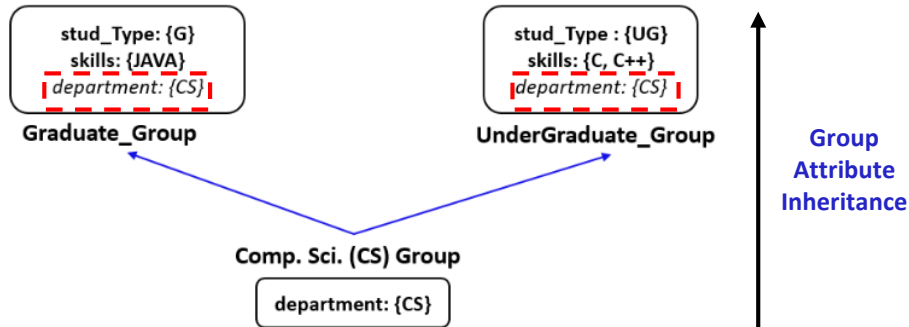 stud_Type: {G}
skills: {JAVA}
department: {CS}
Graduate_Group
stud_Type : {UG}
skills: {C, C++}
department: {CS}
UnderGraduate_Group
Group
Attribute
Inheritance
Comp. Sci. (CS) Group
department: {CS}